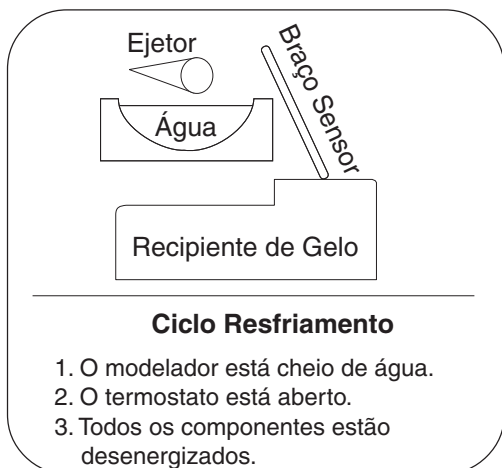 Ejetor
Braço Sensor
Água
Recipiente de Gelo
Ciclo Resfriamento
1. O modelador está cheio de água.
2. O termostato está aberto.
3. Todos os componentes estão
desenergizados.